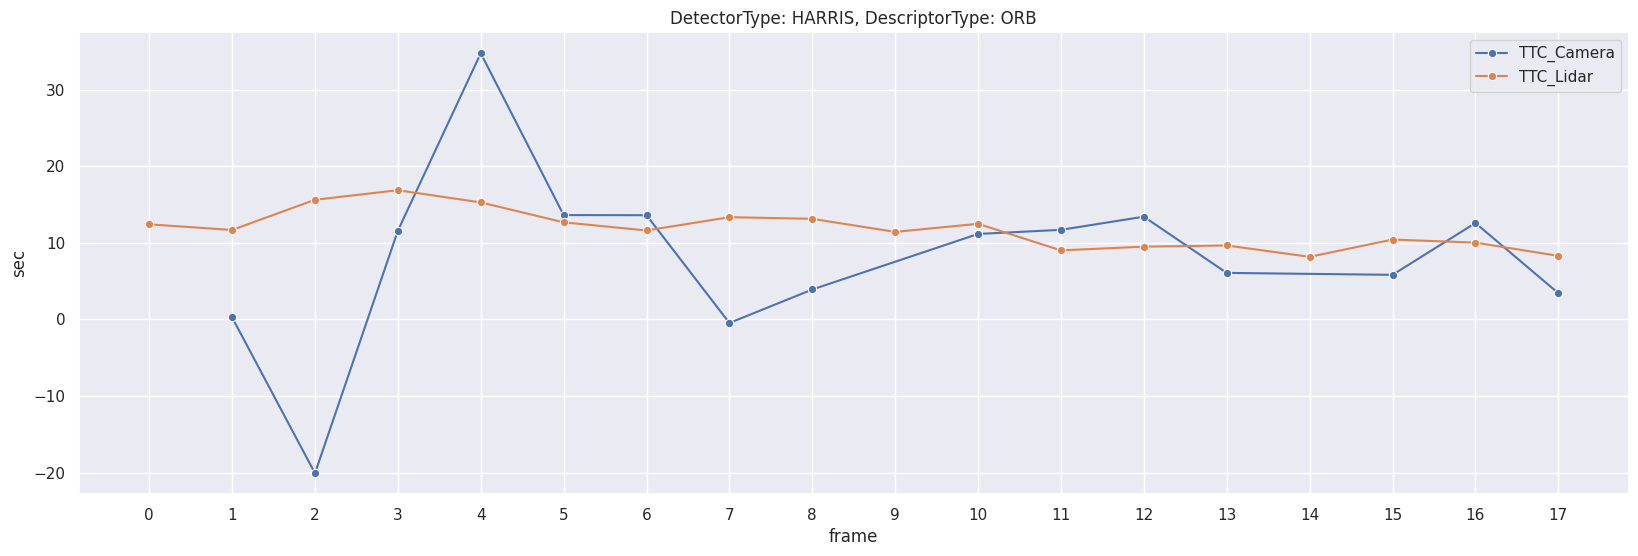 DetectorType: HARRIS, DescriptorType: ORB
TTC_Camera
TTC_Lidar
sec
30
20
10
0
−10
−20
0 1 2 3 4 5 6 7 8 9 10 11 12 13 14 15 16 17
frame